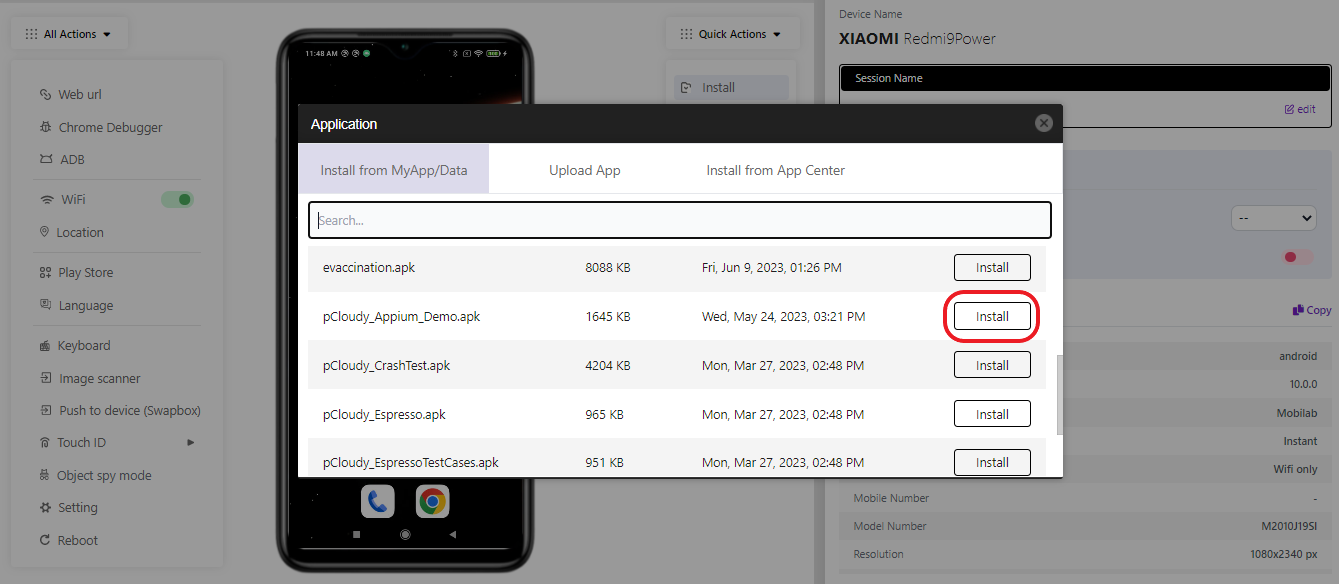 All Actions
Web url
Chrome Debugger
ADB
WiFi
Location
Play Store
Language
Keyboard
Image scanner
Push to device (Swapbox)
Touch ID
Object spy mode
Setting
Reboot
11:48 AM
Quick Actions
Install
Application
Install from MyApp/Data Upload App Install from App Center
Search...
evaccination.apk 8088 KB Fri, Jun 9, 2023, 01:26 PM Install
pCloudy_Appium_Demo.apk 1645 KB Wed, May 24, 2023, 03:21 PM Install
pCloudy_CrashTest.apk 4204 KB Mon, Mar 27, 2023, 02:48 PM Install
pCloudy_Espresso.apk 965 KB Mon, Mar 27, 2023, 02:48 PM Install
pCloudy_EspressoTestCases.apk 951 KB Mon, Mar 27, 2023, 02:48 PM Install
Device Name
XIAOMI Redmi9Power
Session Name
edit
--
Copy
android
10.0.0
Mobilab
Instant
Wifi only
Mobile Number -
Model Number M2010J19SI
Resolution 1080x2340 px